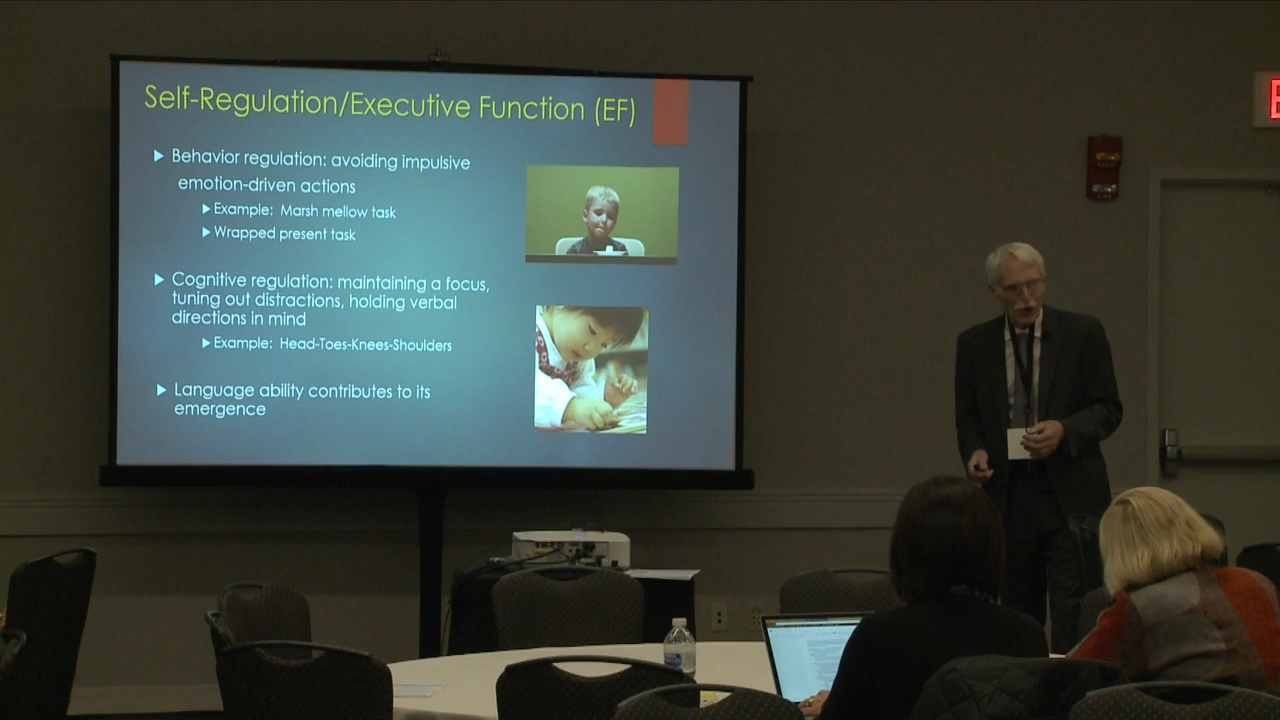 Self-Regulation/Executive Function (EF)
Behavior regulation: avoiding impulsive
emotion-driven actions
Example: Marsh mellow task
Wrapped present task
Cognitive regulation: maintaining a focus,
tuning out distractions, holding verbal
directions in mind
Example: Head-Toes-Knees-Shoulders
Language ability contributes to its
emergence